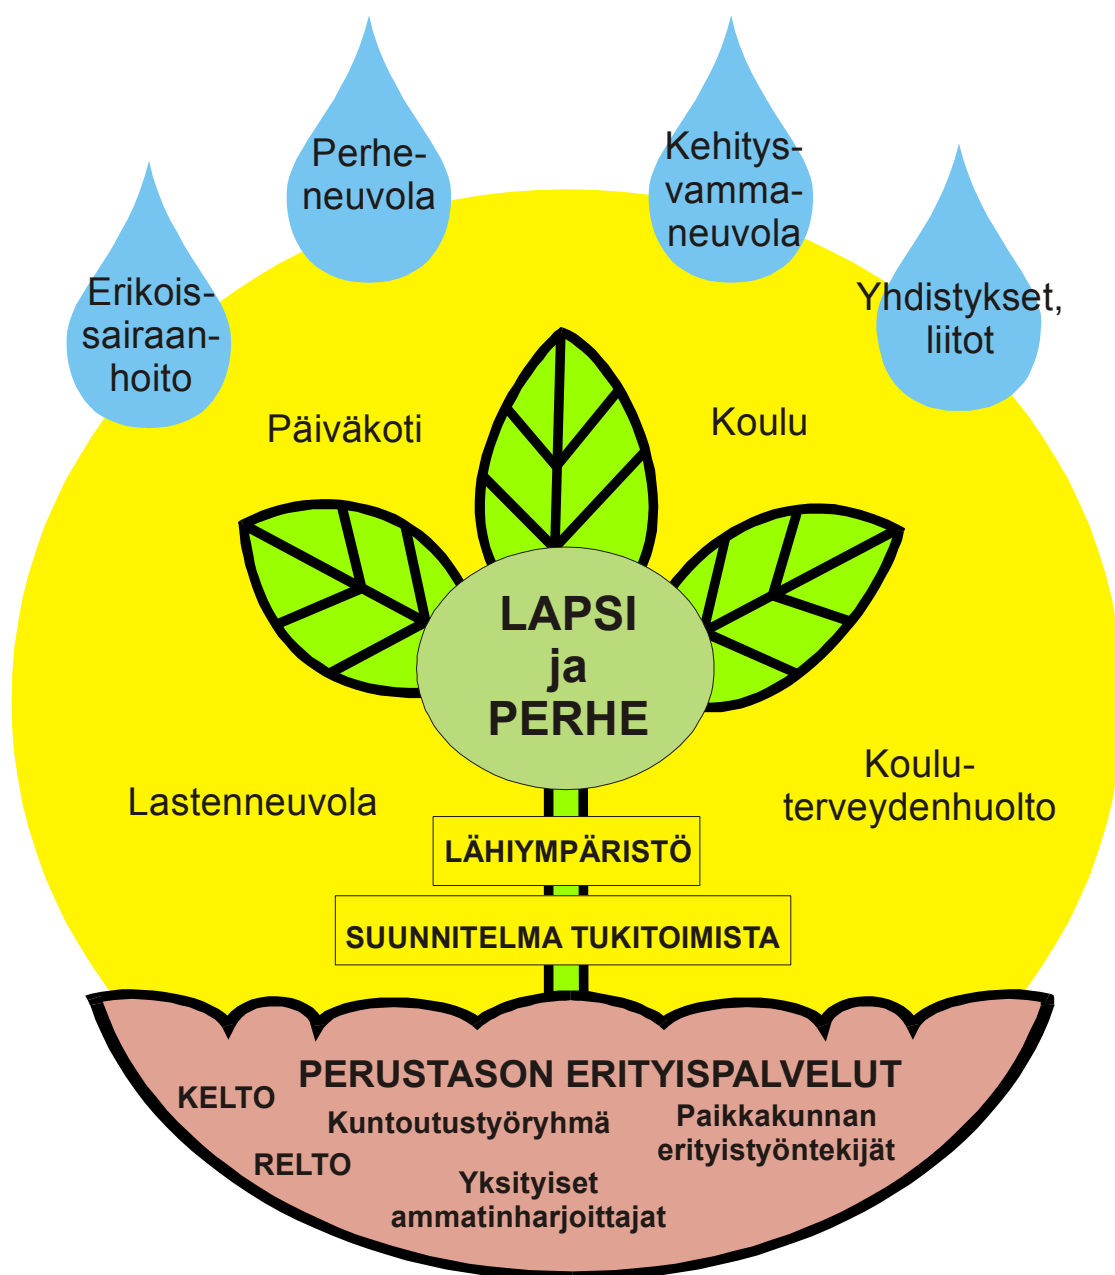 Perhe-
neuvola
Kehitys-
vamma-
neuvola
Erikois-
sairaan-
hoito
Yhdistykset,
liitot
Päiväkoti
Koulu
LAPSI
ja
PERHE
Lastenneuvola
Koulu-
terveydenhuolto
LÄHIYMPÄRISTÖ
SUUNNITELMA TUKITOIMISTA
PERUSTASON ERITYISPALVELUT
KELTO
Kuntoutustyöryhmä
Paikkakunnan
erityistyöntekijät
RELTO
Yksityiset
ammatinharjoittajat